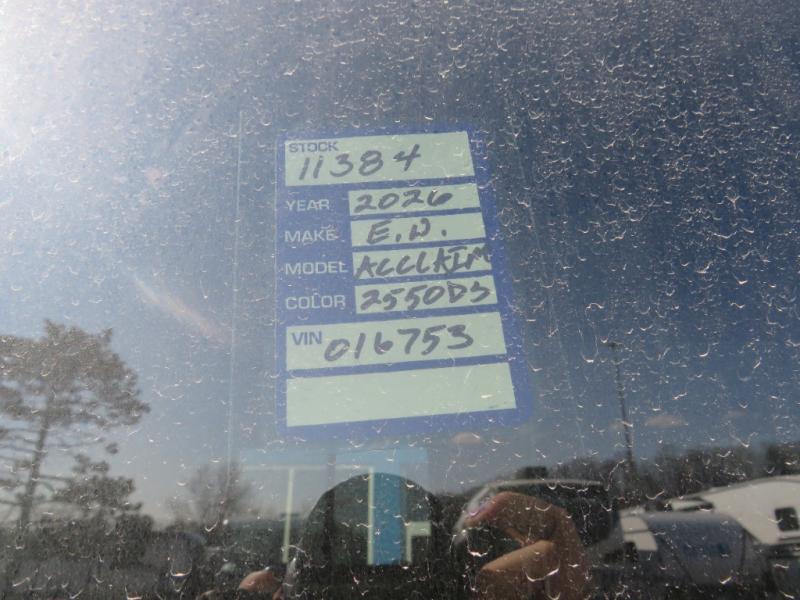 STOCK
11384
YEAR 2026
MAKE E.D.
MODEL ACCLAIM
COLOR 2550DS
VIN 016753